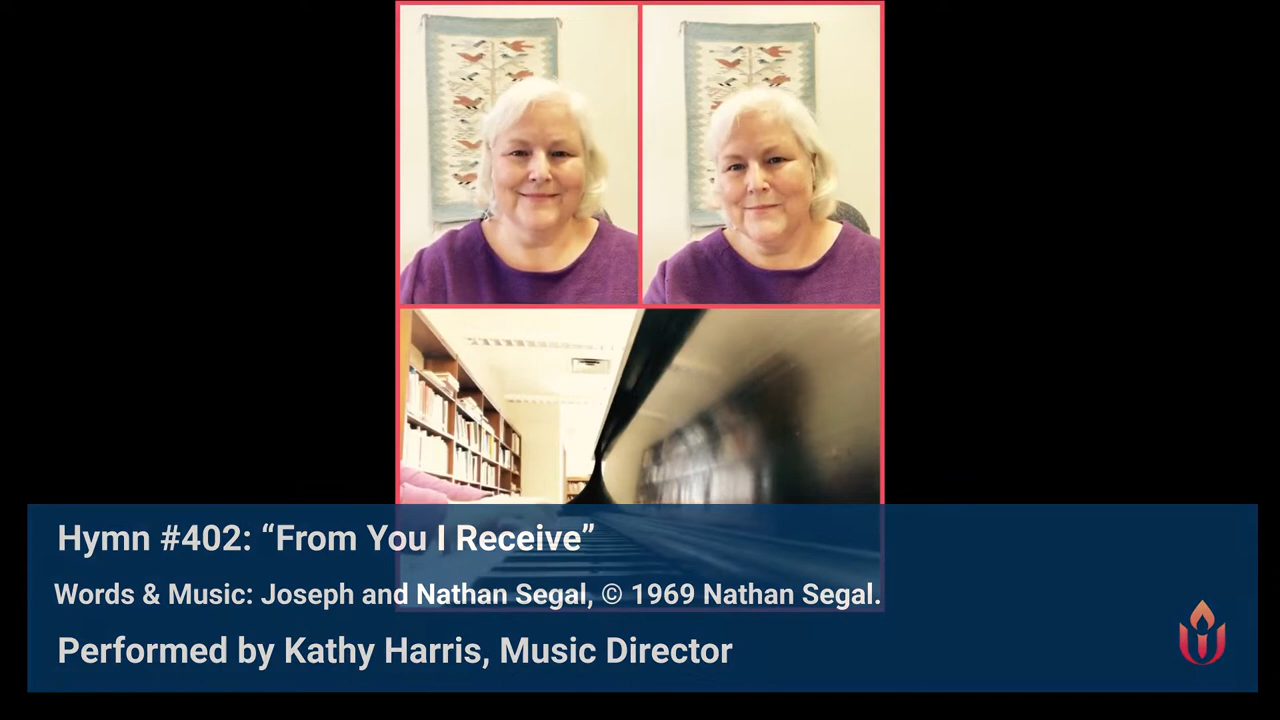 Hymn #402: “From You I Receive”
Words & Music: Joseph and Nathan Segal, © 1969 Nathan Segal.
Performed by Kathy Harris, Music Director